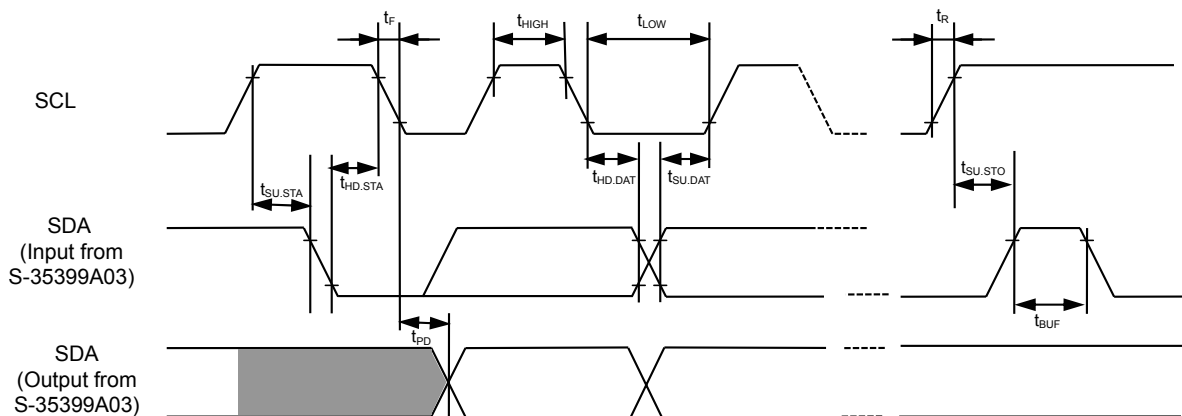 tF
tHIGH
tLOW
tR
SCL
tSU.STA
tHD.STA
tHD.DAT
tSU.DAT
tSU.STO
SDA
(Input from
S-35399A03)
tPD
tBUF
SDA
(Output from
S-35399A03)